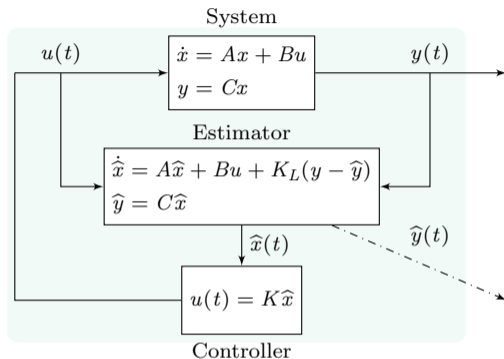 System
u(t)
ẋ = Ax + Bu
y(t)
y = Cx
Estimator
x̂̇ = Ax̂ + Bu + K_L(y − ŷ)
ŷ = Cx̂
x̂(t)
ŷ(t)
u(t) = Kx̂
Controller